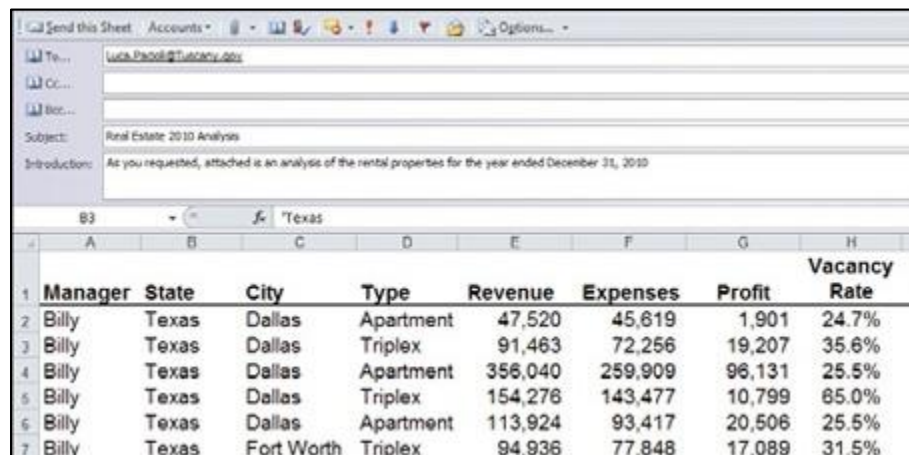 Send this Sheet Accounts Options...
To... Luca.Pacioli@Tuscany.gov
Cc...
Bcc...
Subject: Real Estate 2010 Analysis
Introduction: As you requested, attached is an analysis of the rental properties for the year ended December 31, 2010
B3 fx 'Texas
A B C D E F G H
Vacancy
1 Manager State City Type Revenue Expenses Profit Rate
2 Billy Texas Dallas Apartment 47,520 45,619 1,901 24.7%
3 Billy Texas Dallas Triplex 91,463 72,256 19,207 35.6%
4 Billy Texas Dallas Apartment 356,040 259,909 96,131 25.5%
5 Billy Texas Dallas Triplex 154,276 143,477 10,799 65.0%
6 Billy Texas Dallas Apartment 113,924 93,417 20,506 25.5%
7 Billy Texas Fort Worth Triplex 94,936 77,848 17,089 31.5%